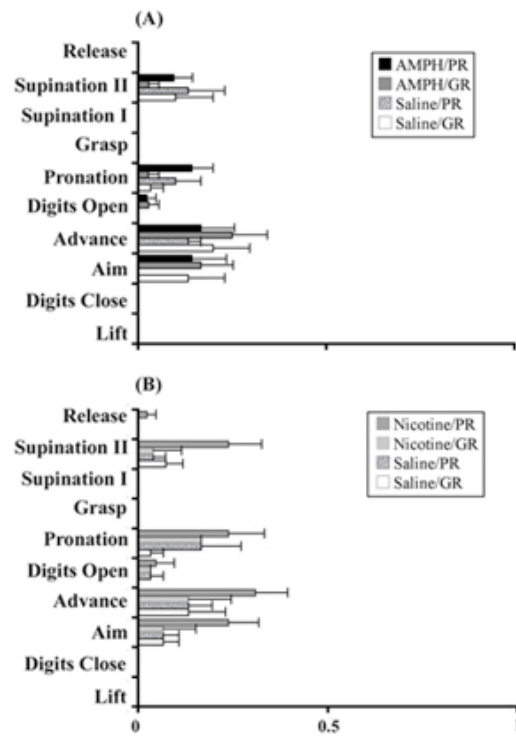 (A)
Release
Supination II
Supination I
Grasp
Pronation
Digits Open
Advance
Aim
Digits Close
Lift
AMPH/PR
AMPH/GR
Saline/PR
Saline/GR
(B)
Release
Supination II
Supination I
Grasp
Pronation
Digits Open
Advance
Aim
Digits Close
Lift
Nicotine/PR
Nicotine/GR
Saline/PR
Saline/GR
0
0.5